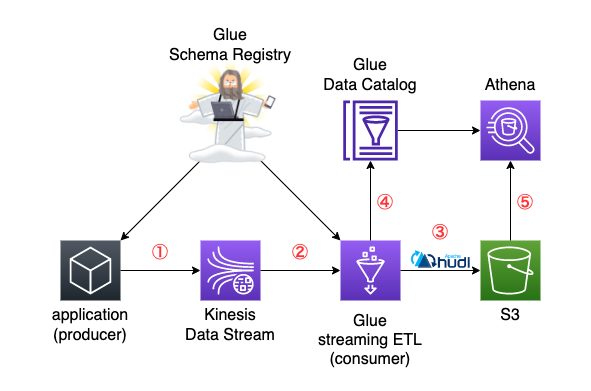 Glue
Schema Registry
Glue
Data Catalog
Athena
④
⑤
①
②
③
Apache
hudi
application
(producer)
Kinesis
Data Stream
Glue
streaming ETL
(consumer)
S3